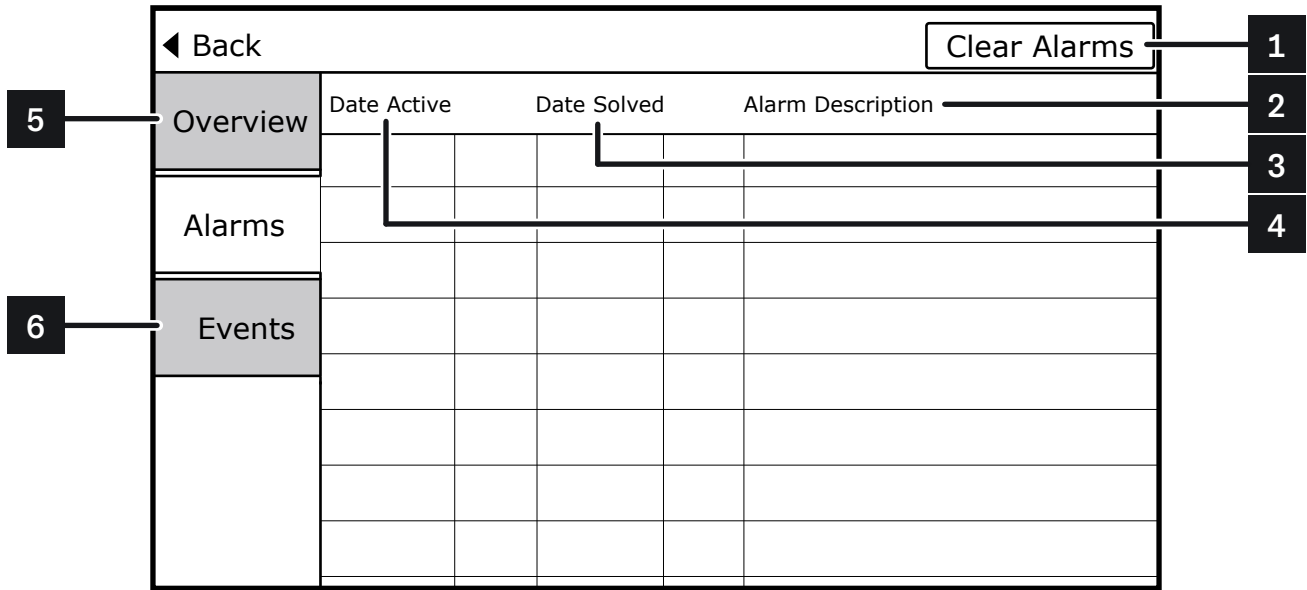 Back
Clear Alarms
1
5
Overview
Date Active
Date Solved
Alarm Description
2
3
Alarms
4
6
Events